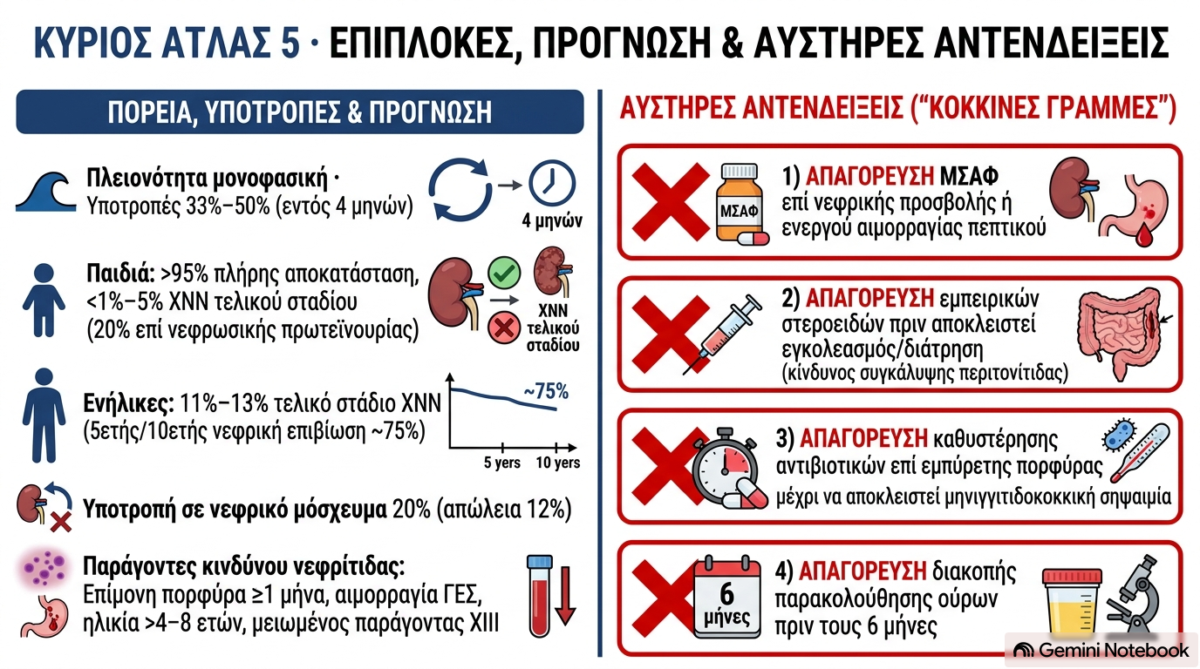 ΚΥΡΙΟΣ ΑΤΛΑΣ 5 · ΕΠΙΠΛΟΚΕΣ, ΠΡΟΓΝΩΣΗ & ΑΥΣΤΗΡΕΣ ΑΝΤΕΝΔΕΙΞΕΙΣ
ΠΟΡΕΙΑ, ΥΠΟΤΡΟΠΕΣ & ΠΡΟΓΝΩΣΗ
Πλειονότητα μονοφασική ·
Υποτροπές 33%–50% (εντός 4 μηνών)
4 μηνών
Παιδιά: >95% πλήρης αποκατάσταση,
<1%–5% ΧΝΝ τελικού σταδίου
(20% επί νεφρωσικής πρωτεϊνουρίας)
ΧΝΝ
τελικού
σταδίου
Ενήλικες: 11%–13% τελικό στάδιο ΧΝΝ
(5ετής/10ετής νεφρική επιβίωση ~75%)
~75%
5 yers
10 yers
Υποτροπή σε νεφρικό μόσχευμα 20% (απώλεια 12%)
Παράγοντες κινδύνου νεφρίτιδας:
Επίμονη πορφύρα ≥1 μήνα, αιμορραγία ΓΕΣ,
ηλικία >4–8 ετών, μειωμένος παράγοντας XIII
ΑΥΣΤΗΡΕΣ ΑΝΤΕΝΔΕΙΞΕΙΣ (“ΚΟΚΚΙΝΕΣ ΓΡΑΜΜΕΣ”)
ΜΣΑΦ
1) ΑΠΑΓΟΡΕΥΣΗ ΜΣΑΦ
επί νεφρικής προσβολής ή
ενεργού αιμορραγίας πεπτικού
2) ΑΠΑΓΟΡΕΥΣΗ εμπειρικών
στεροειδών πριν αποκλειστεί
εγκολεασμός/διάτρηση
(κίνδυνος συγκάλυψης περιτονίτιδας)
3) ΑΠΑΓΟΡΕΥΣΗ καθυστέρησης
αντιβιοτικών επί εμπύρετης πορφύρας
μέχρι να αποκλειστεί μηνιγγιτιδοκοκκική σηψαιμία
6
μήνες
4) ΑΠΑΓΟΡΕΥΣΗ διακοπής
παρακολούθησης ούρων
πριν τους 6 μήνες
Gemini Notebook